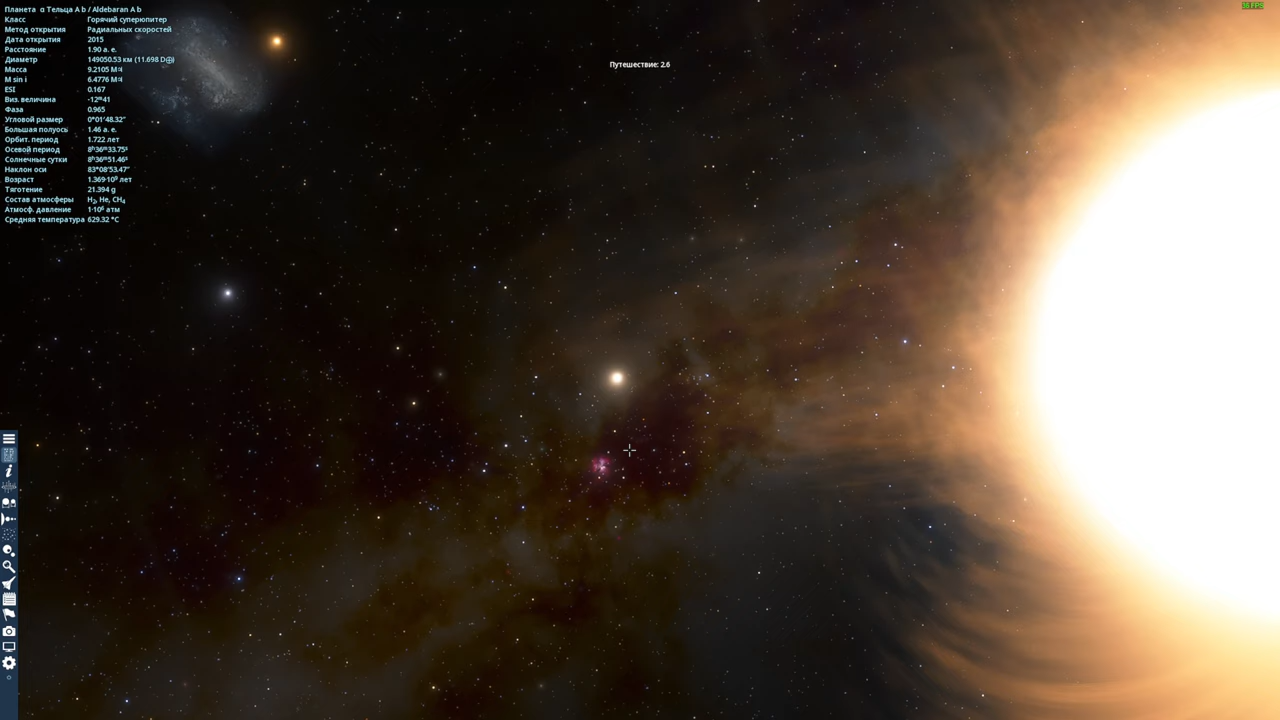 Планета α Тельца A b / Aldebaran A b
Класс Горячий суперюпитер
Метод открытия Радиальных скоростей
Дата открытия 2015
Расстояние 1.90 а. е.
Диаметр 149050.53 км (11.698 D⊕)
Масса 9.2105 M♃
M sin i 6.4776 M♃
ESI 0.167
Виз. величина -12ᵐ41
Фаза 0.965
Угловой размер 0°01'48.32"
Большая полуось 1.46 а. е.
Орбит. период 1.722 лет
Осевой период 8ʰ36ᵐ33.75ˢ
Солнечные сутки 8ʰ36ᵐ51.46ˢ
Наклон оси 83°08'53.47"
Возраст 1.369·10⁹ лет
Тяготение 21.394 g
Состав атмосферы H₂, He, CH₄
Атмосф. давление 1·10⁶ атм
Средняя температура 629.32 °C
Путешествие: 2.6